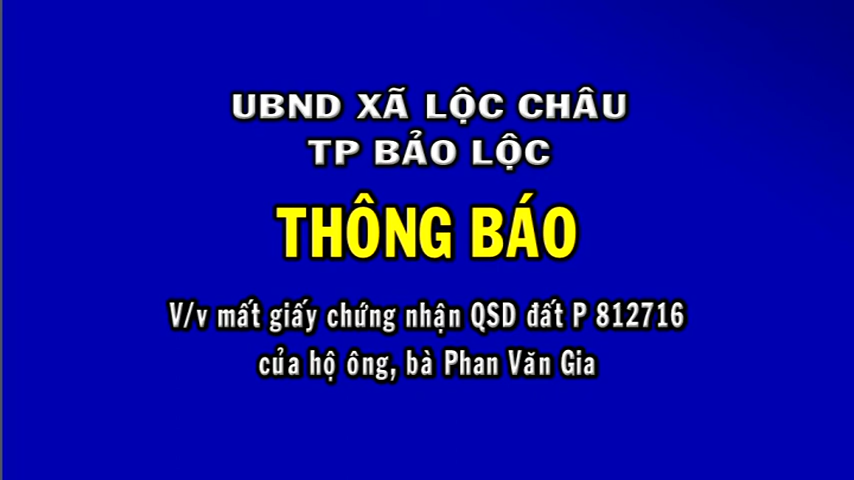 UBND XÃ LỘC CHÂU
TP BẢO LỘC
THÔNG BÁO
V/v mất giấy chứng nhận QSD đất P 812716
của hộ ông, bà Phan Văn Gia